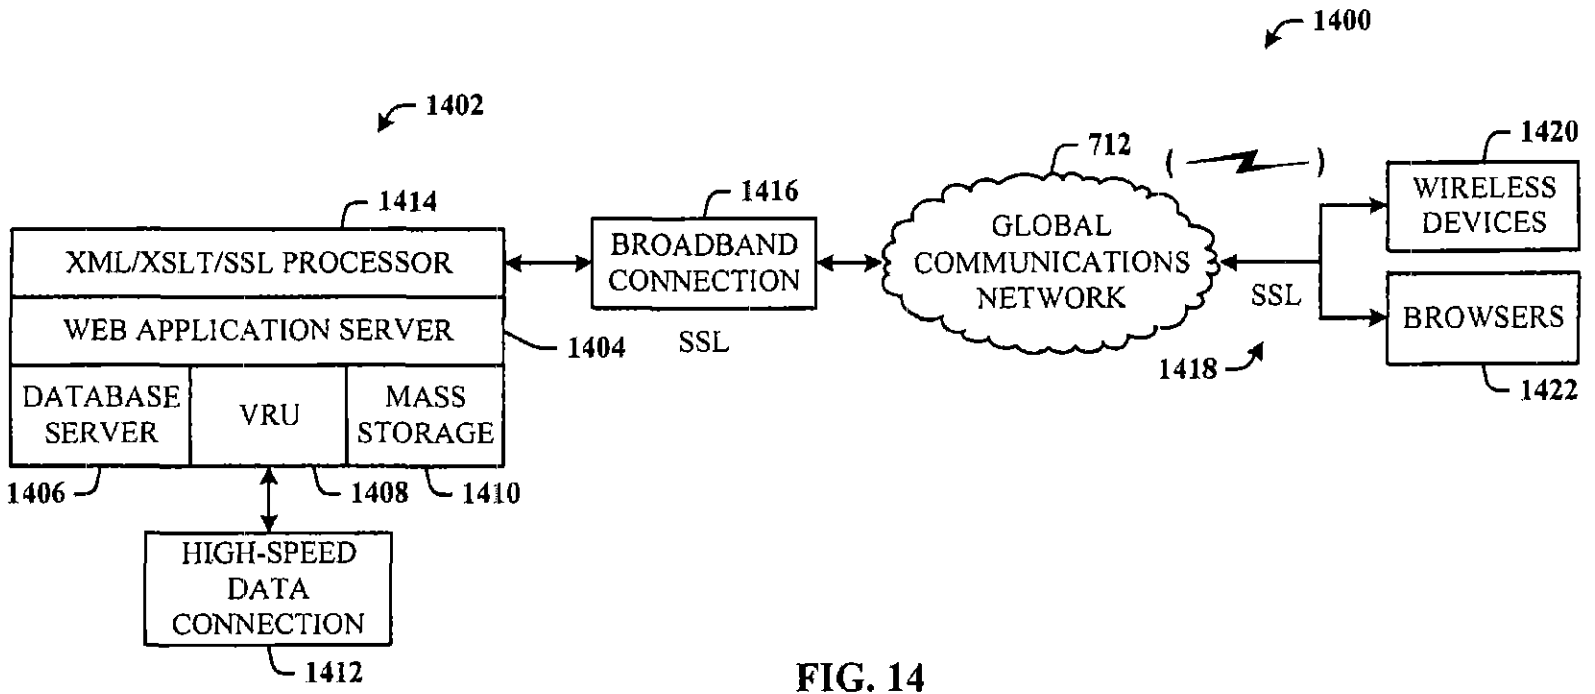 1400
1402
712
1420
1414
1416
WIRELESS
DEVICES
GLOBAL
COMMUNICATIONS
NETWORK
BROADBAND
CONNECTION
XML/XSLT/SSL PROCESSOR
SSL
BROWSERS
WEB APPLICATION SERVER
1404
SSL
1418
1422
DATABASE
SERVER
VRU
MASS
STORAGE
1406
1408
1410
HIGH-SPEED
DATA
CONNECTION
1412
FIG. 14